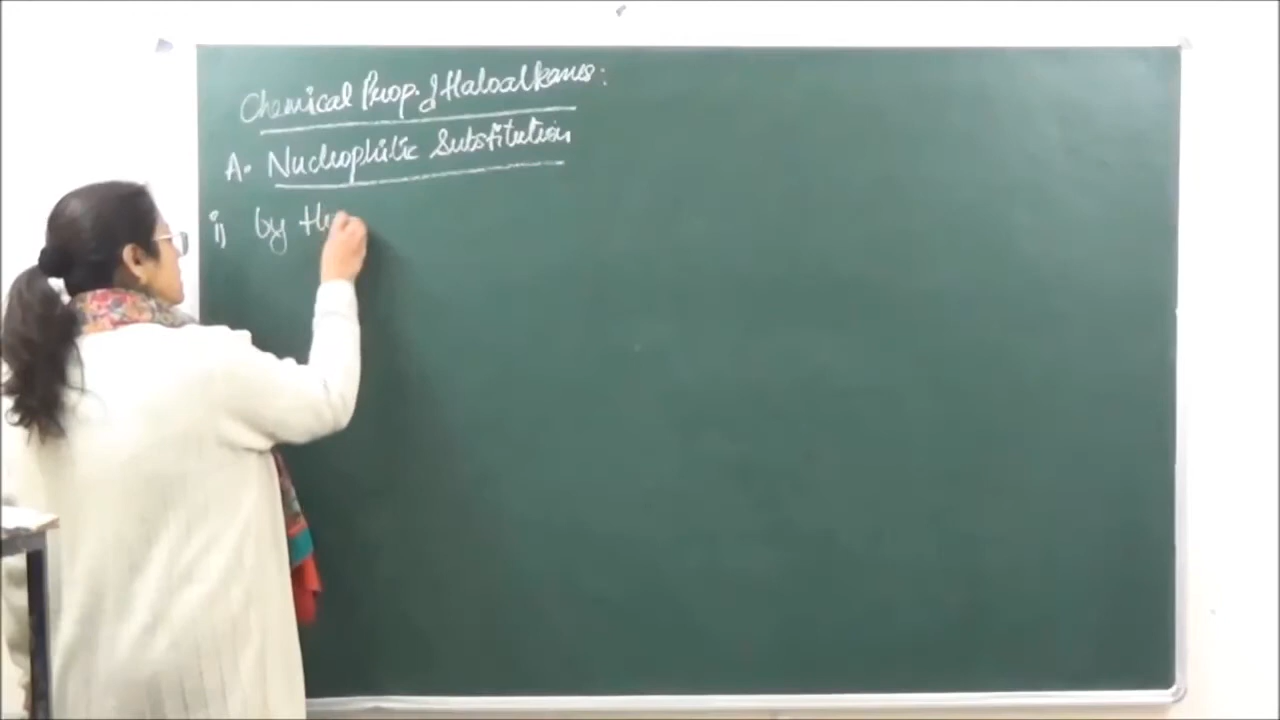 Chemical Prop. of Haloalkanes:
A. Nucleophilic Substitution
i) by